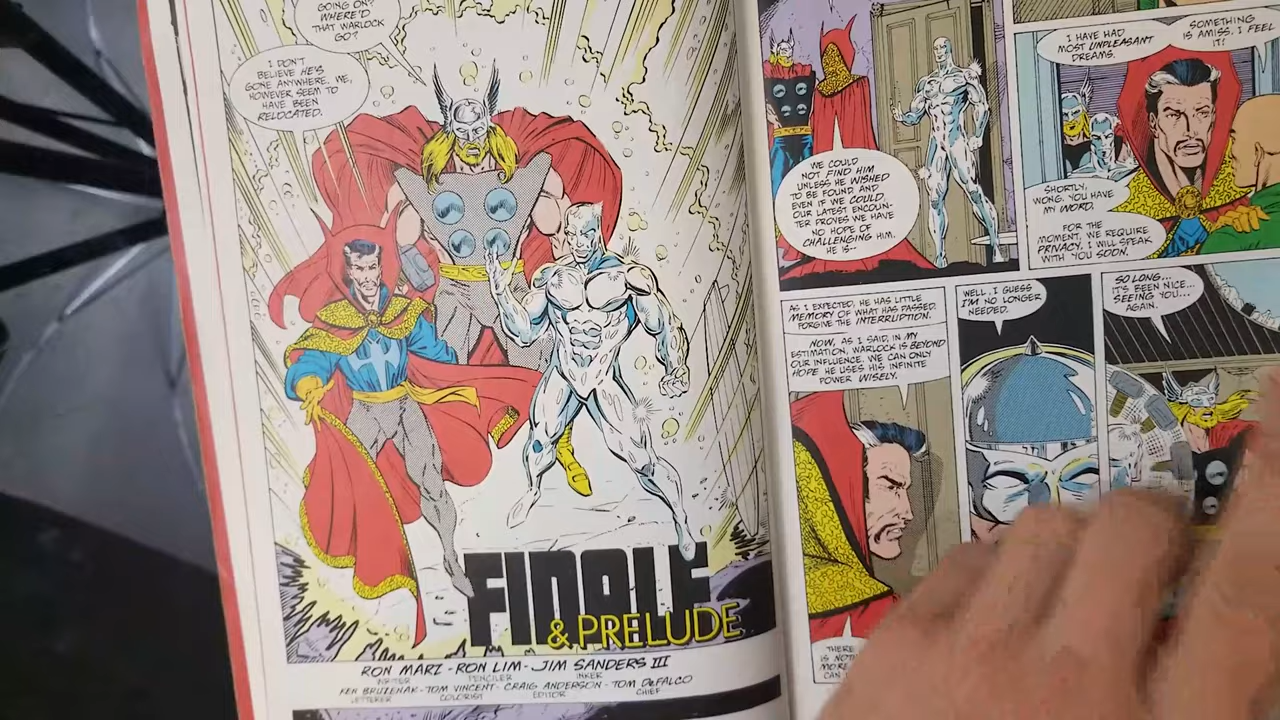 GOING ON?
WHERE'D
THAT WARLOCK
GO?
I DON'T
BELIEVE HE'S
GONE ANYWHERE. WE,
HOWEVER SEEM TO
HAVE BEEN
RELOCATED.
FINALE
& PRELUDE
RON MARZ - RON LIM - JIM SANDERS III
WRITER PENCILER INKER
KEN BRUZENAK - TOM VINCENT - CRAIG ANDERSON - TOM DEFALCO
LETTERER COLORIST EDITOR CHIEF
WE COULD
NOT FIND HIM
UNLESS HE WISHED
TO BE FOUND AND
EVEN IF WE COULD,
OUR LATEST ENCOUN-
TER PROVES WE HAVE
NO HOPE OF
CHALLENGING HIM.
HE IS--
I HAVE HAD
MOST UNPLEASANT
DREAMS.
SOMETHING
IS AMISS. I FEEL
IT!
SHORTLY,
WONG. YOU HAVE
MY WORD.
FOR THE
MOMENT, WE REQUIRE
PRIVACY. I WILL SPEAK
WITH YOU SOON.
AS I EXPECTED, HE HAS LITTLE
MEMORY OF WHAT HAS PASSED.
FORGIVE THE INTERRUPTION.
NOW, AS I SAID, IN MY
ESTIMATION, WARLOCK IS BEYOND
OUR INFLUENCE. WE CAN ONLY
HOPE HE USES HIS INFINITE
POWER WISELY.
WELL, I GUESS
I'M NO LONGER
NEEDED.
SO LONG...
IT'S BEEN NICE...
SEEING YOU...
AGAIN.
THERE
IS
MORE
CAN